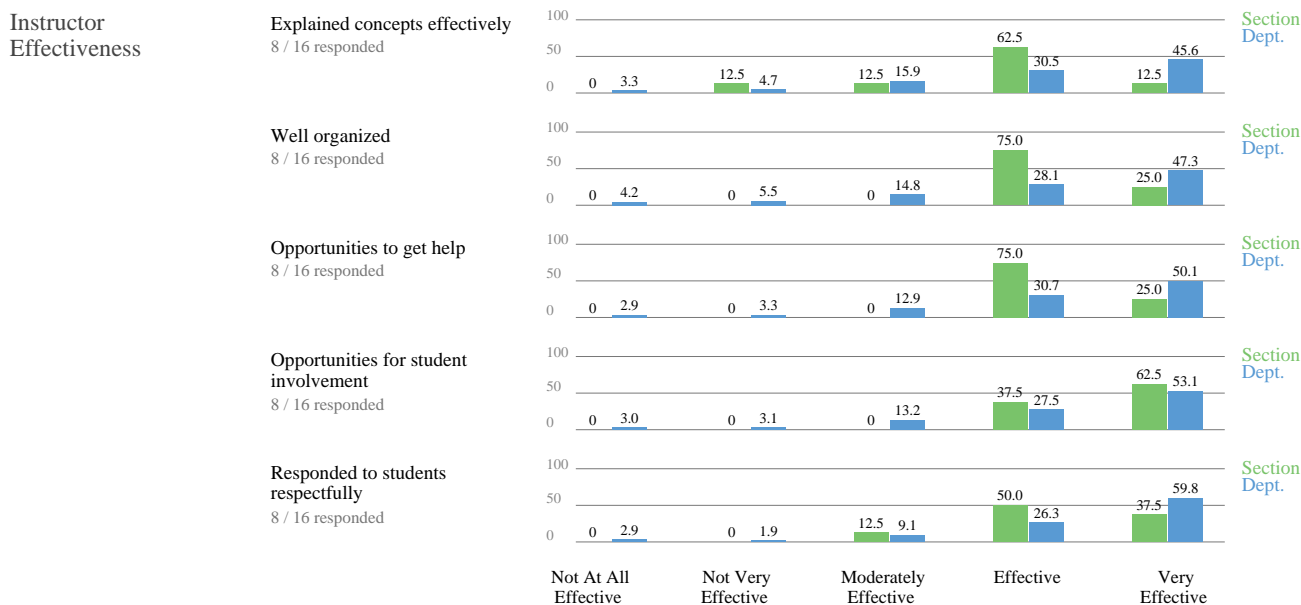 Instructor
Effectiveness
Explained concepts effectively
8 / 16 responded
100
50
0
0
3.3
12.5
4.7
12.5
15.9
62.5
30.5
12.5
45.6
Section
Dept.
Well organized
8 / 16 responded
100
50
0
0
4.2
0
5.5
0
14.8
75.0
28.1
25.0
47.3
Section
Dept.
Opportunities to get help
8 / 16 responded
100
50
0
0
2.9
0
3.3
0
12.9
75.0
30.7
25.0
50.1
Section
Dept.
Opportunities for student
involvement
8 / 16 responded
100
50
0
0
3.0
0
3.1
0
13.2
37.5
27.5
62.5
53.1
Section
Dept.
Responded to students
respectfully
8 / 16 responded
100
50
0
0
2.9
0
1.9
12.5
9.1
50.0
26.3
37.5
59.8
Section
Dept.
Not At All
Effective
Not Very
Effective
Moderately
Effective
Effective
Very
Effective